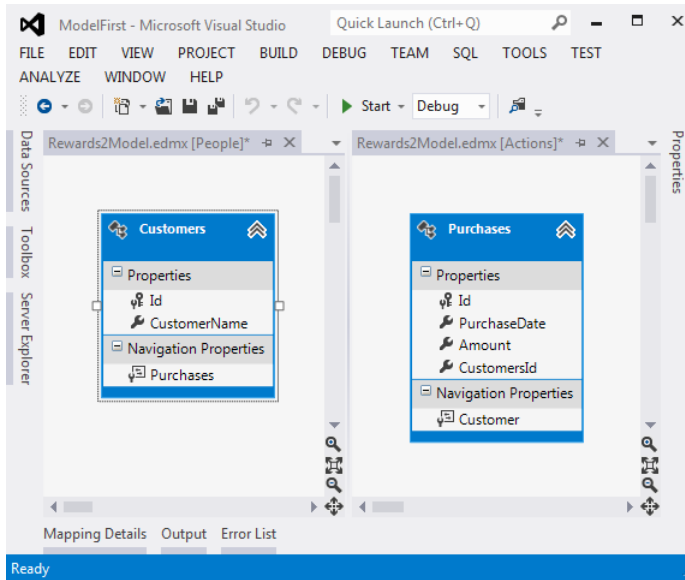 ModelFirst - Microsoft Visual Studio
Quick Launch (Ctrl+Q)
FILE EDIT VIEW PROJECT BUILD DEBUG TEAM SQL TOOLS TEST
ANALYZE WINDOW HELP
Start Debug
Data Sources
Toolbox
Server Explorer
Rewards2Model.edmx [People]*
Customers
Properties
Id
CustomerName
Navigation Properties
Purchases
Rewards2Model.edmx [Actions]*
Purchases
Properties
Id
PurchaseDate
Amount
CustomersId
Navigation Properties
Customer
Properties
Mapping Details Output Error List
Ready